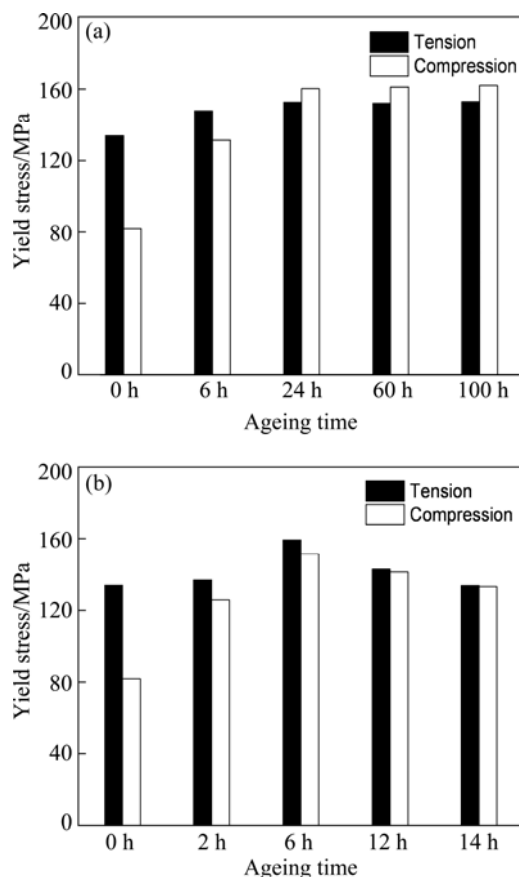 (a)
Tension
Compression
200
160
120
80
40
0
Yield stress/MPa
0 h 6 h 24 h 60 h 100 h
Ageing time
(b)
Tension
Compression
200
160
120
80
40
0
Yield stress/MPa
0 h 2 h 6 h 12 h 14 h
Ageing time